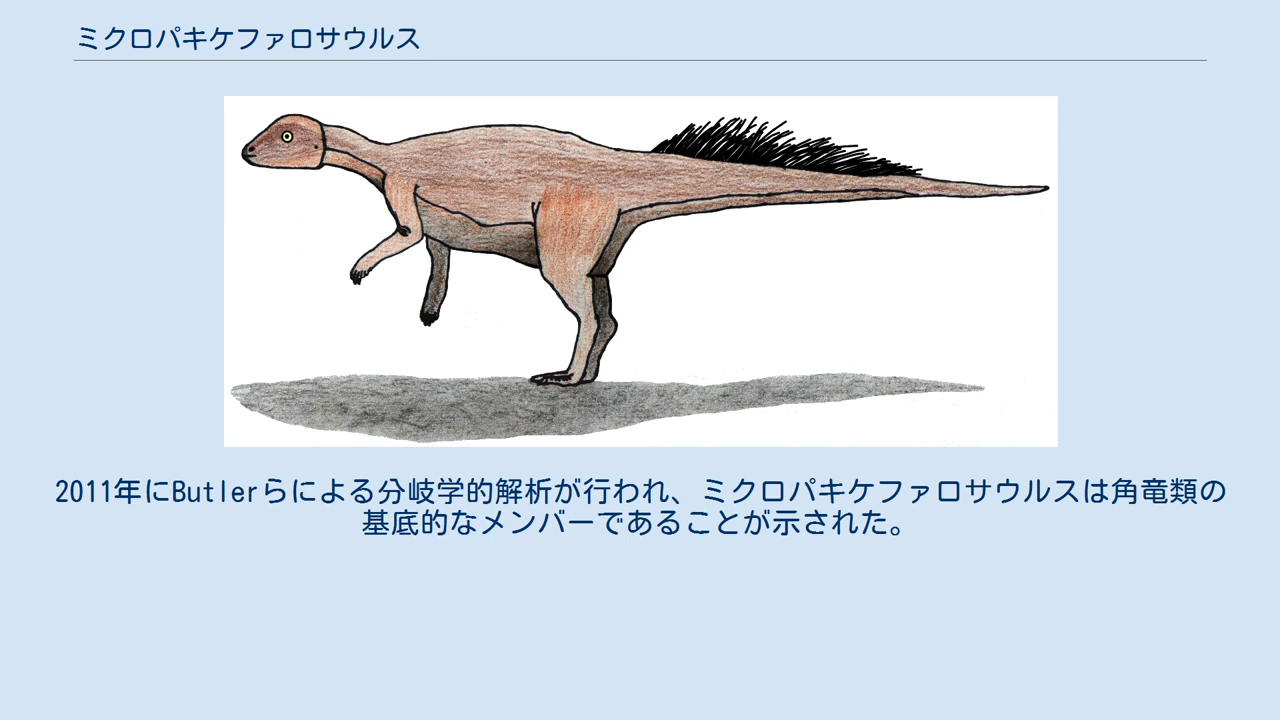 ミクロパキケファロサウルス
2011年にButlerらによる分岐学的解析が行われ、ミクロパキケファロサウルスは角竜類の
基底的なメンバーであることが示された。